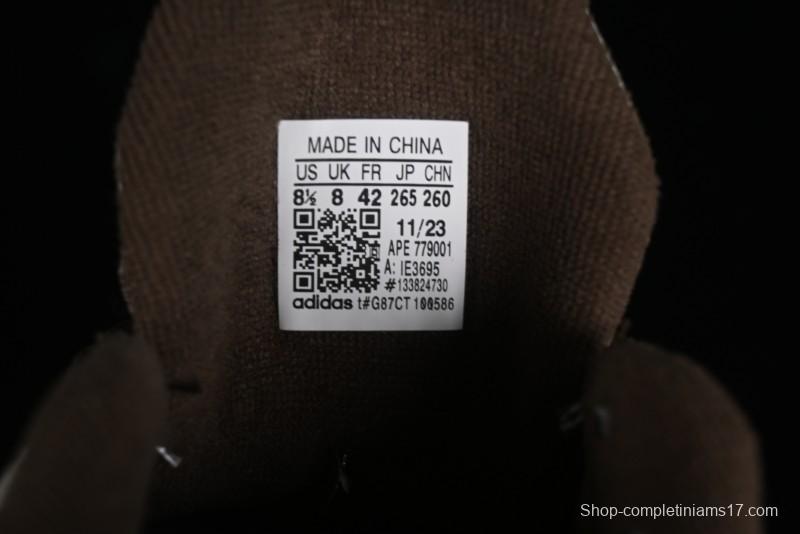 MADE IN CHINA
US UK FR JP CHN
8½ 8 42 265 260
11/23
APE 779001
A: IE3695
#133824730
adidas t#G87CT
Shop-completiniams17.com